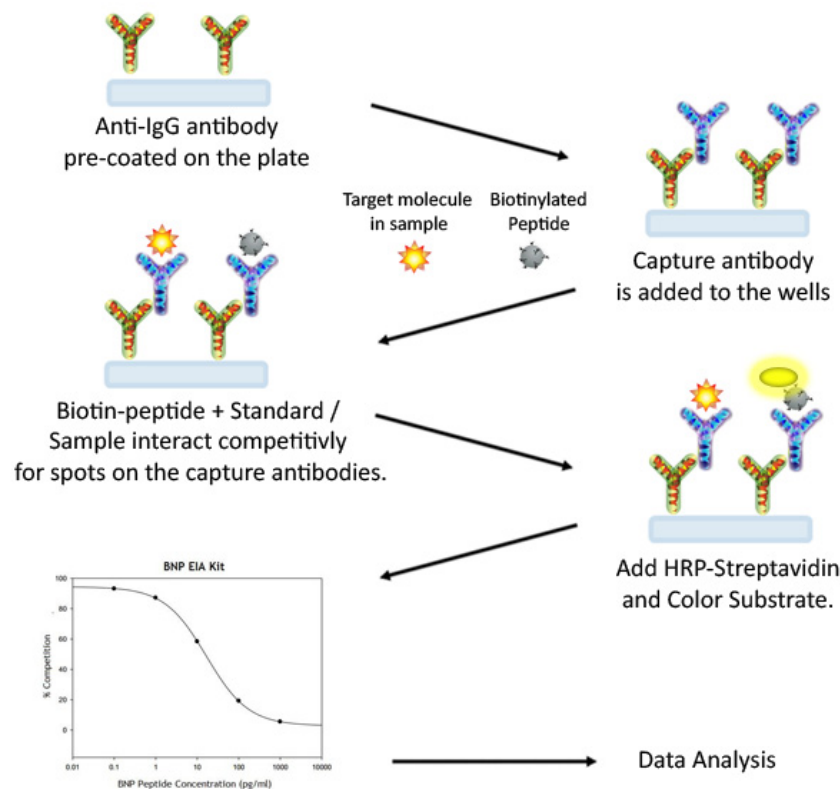 Anti-IgG antibody
pre-coated on the plate
Target molecule
in sample
Biotinylated
Peptide
Capture antibody
is added to the wells
Biotin-peptide + Standard /
Sample interact competitivly
for spots on the capture antibodies.
Add HRP-Streptavidin
and Color Substrate.
BNP EIA Kit
% Competition
100
80
60
40
20
0
0.01 0.1 1 10 100 1000 10000
BNP Peptide Concentration (pg/ml)
Data Analysis